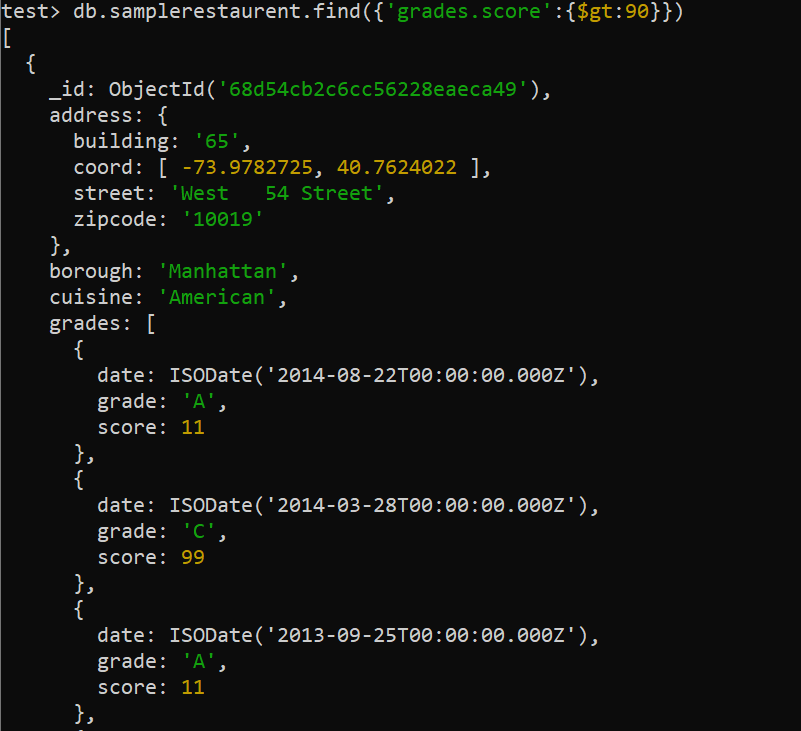 test> db.samplerestaurent.find({'grades.score':{$gt:90}})
[
  {
    _id: ObjectId('68d54cb2c6cc56228eaeca49'),
    address: {
      building: '65',
      coord: [ -73.9782725, 40.7624022 ],
      street: 'West   54 Street',
      zipcode: '10019'
    },
    borough: 'Manhattan',
    cuisine: 'American',
    grades: [
      {
        date: ISODate('2014-08-22T00:00:00.000Z'),
        grade: 'A',
        score: 11
      },
      {
        date: ISODate('2014-03-28T00:00:00.000Z'),
        grade: 'C',
        score: 99
      },
      {
        date: ISODate('2013-09-25T00:00:00.000Z'),
        grade: 'A',
        score: 11
      },